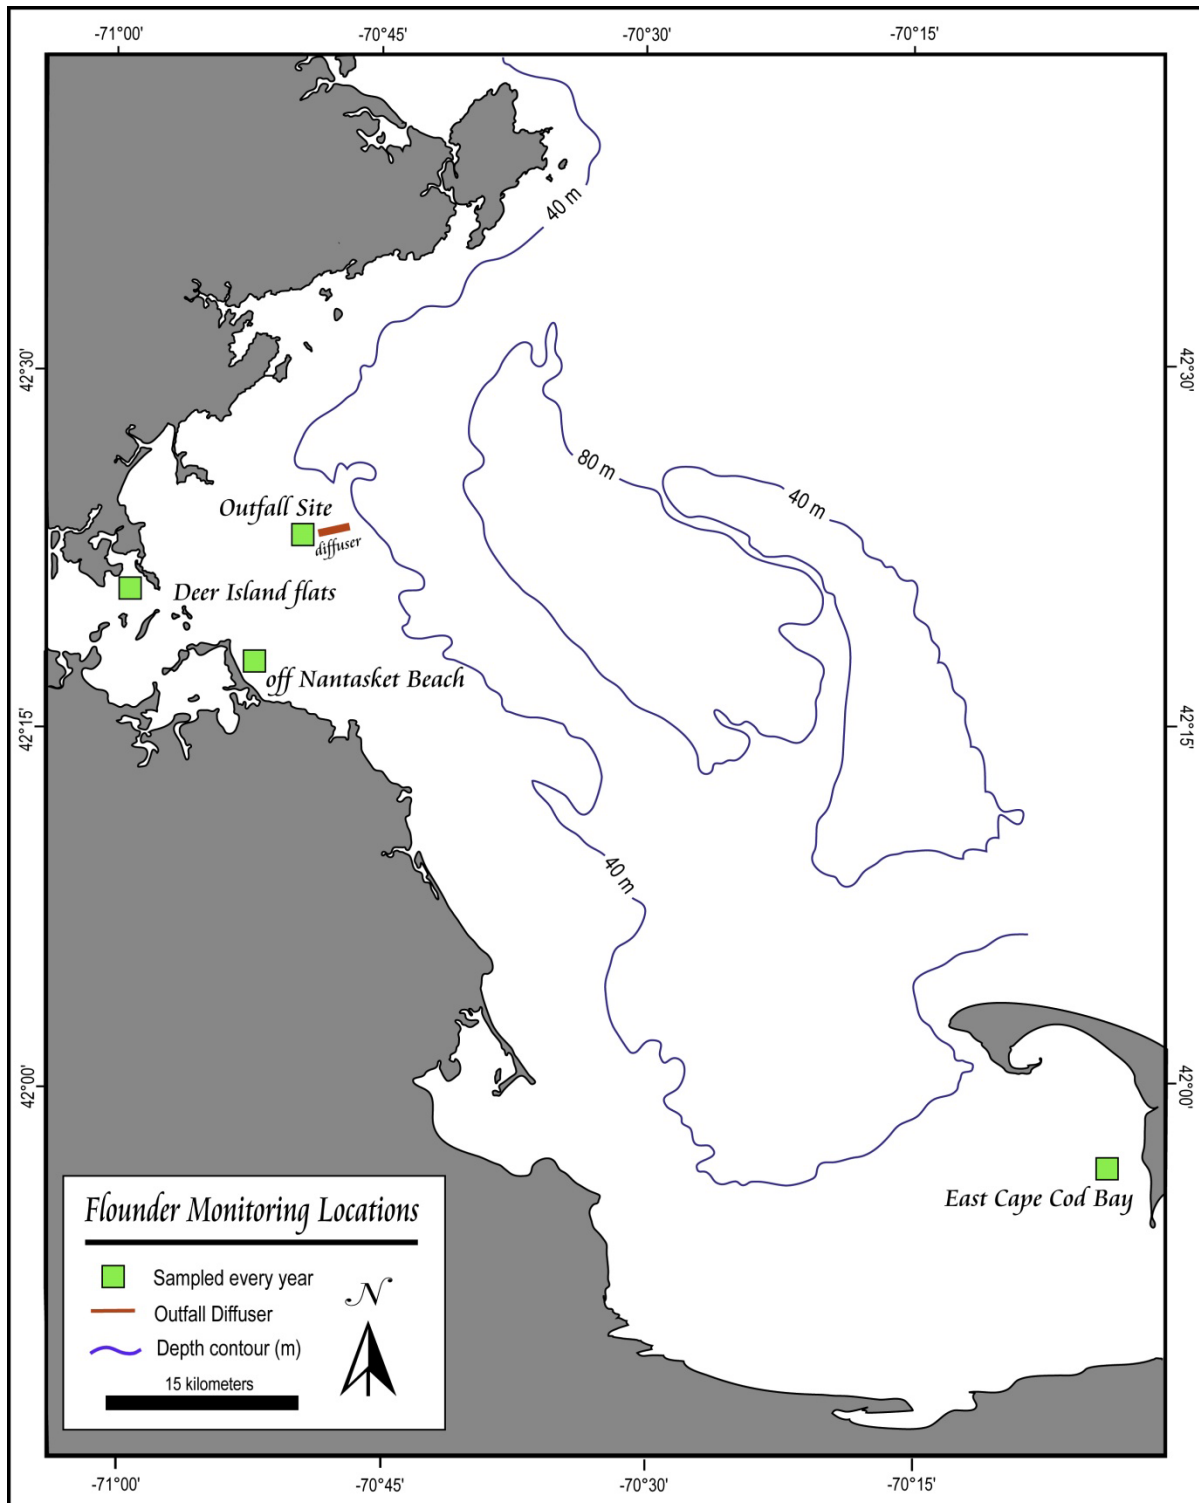 -71°00'
-70°45'
-70°30'
-70°15'
40 m
42°30'
42°30'
80 m
40 m
Outfall Site
diffuser
Deer Island flats
off Nantasket Beach
42°15'
42°15'
40 m
42°00'
42°00'
East Cape Cod Bay
Flounder Monitoring Locations
Sampled every year
N
Outfall Diffuser
Depth contour (m)
15 kilometers
-71°00'
-70°45'
-70°30'
-70°15'